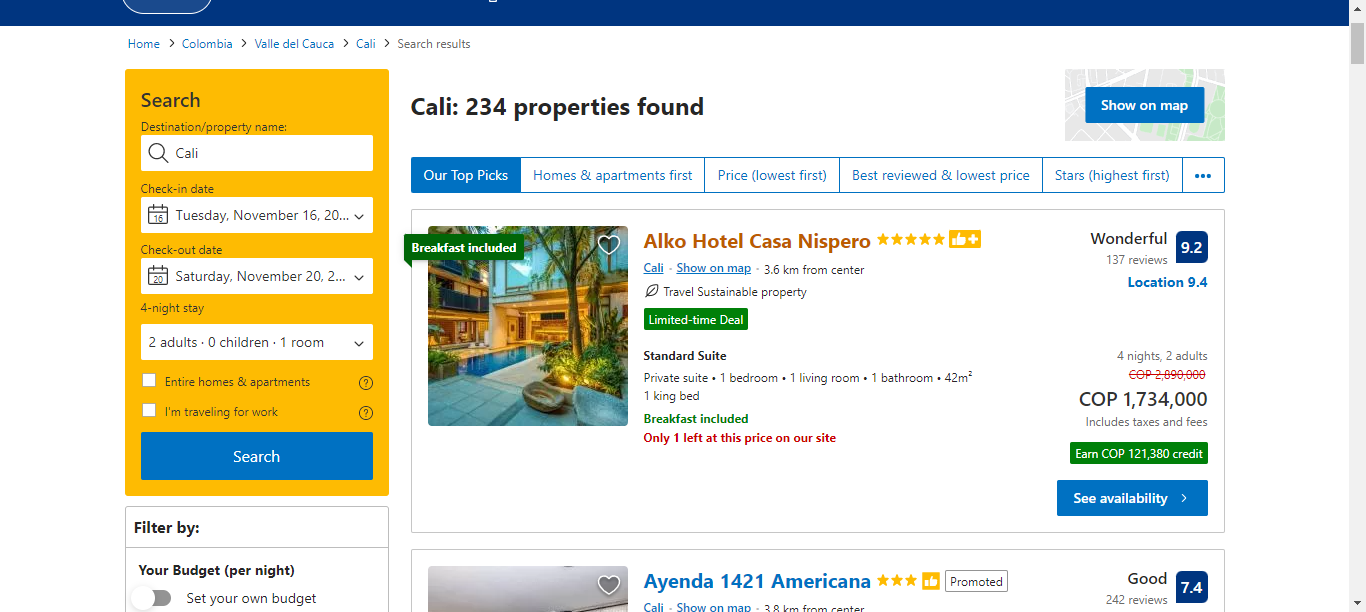 Home > Colombia > Valle del Cauca > Cali > Search results
Search
Destination/property name:
Cali
Check-in date
16 Tuesday, November 16, 20...
Check-out date
20 Saturday, November 20, 2...
4-night stay
2 adults · 0 children · 1 room
Entire homes & apartments
I'm traveling for work
Search
Filter by:
Your Budget (per night)
Set your own budget
Cali: 234 properties found
Show on map
Our Top Picks
Homes & apartments first
Price (lowest first)
Best reviewed & lowest price
Stars (highest first)
•••
Breakfast included
Alko Hotel Casa Nispero
Cali · Show on map · 3.6 km from center
Travel Sustainable property
Limited-time Deal
Standard Suite
Private suite • 1 bedroom • 1 living room • 1 bathroom • 42m²
1 king bed
Breakfast included
Only 1 left at this price on our site
Wonderful 9.2
137 reviews
Location 9.4
4 nights, 2 adults
COP 2,890,000
COP 1,734,000
Includes taxes and fees
Earn COP 121,380 credit
See availability
Ayenda 1421 Americana Promoted
Cali · Show on map · 3.8 km from center
Good 7.4
242 reviews